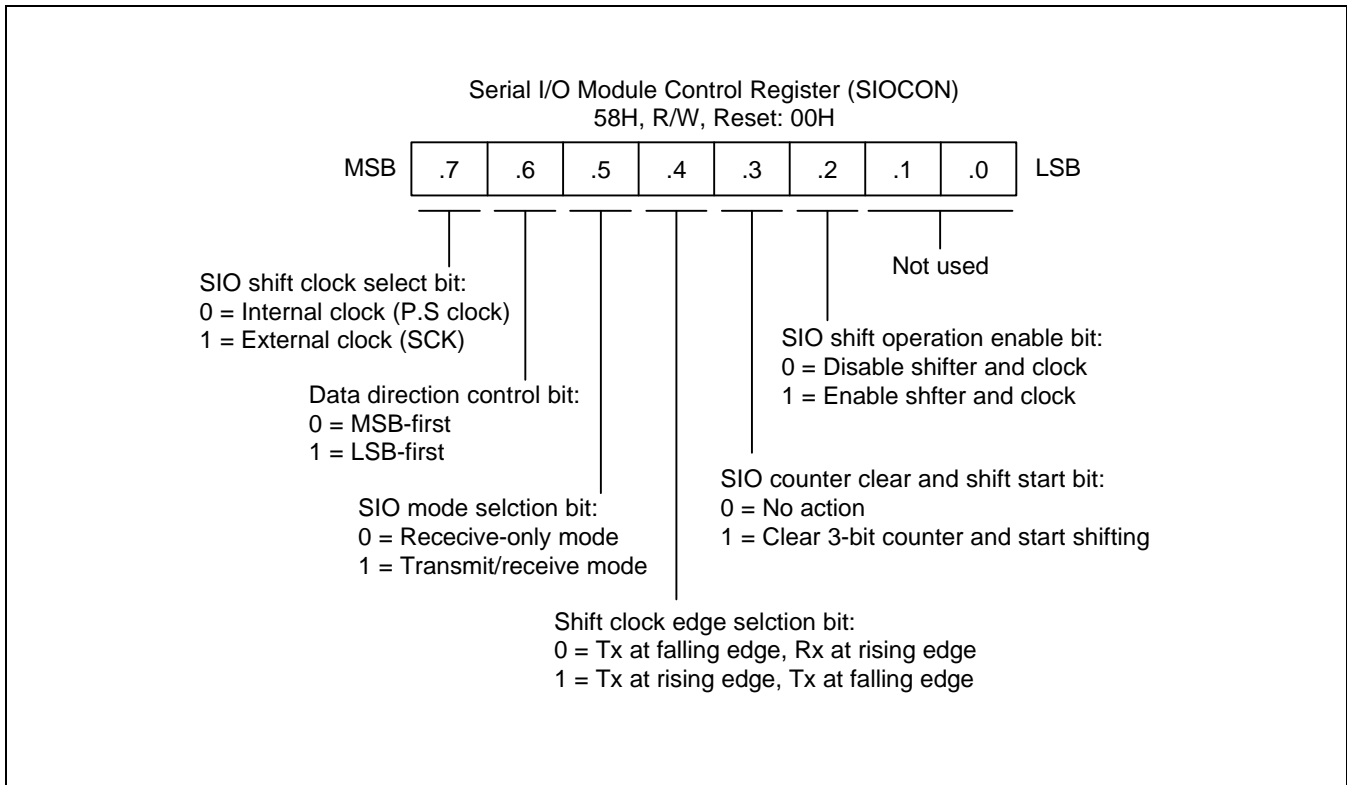 Serial I/O Module Control Register (SIOCON)
58H, R/W, Reset: 00H
MSB .7 .6 .5 .4 .3 .2 .1 .0 LSB
Not used
SIO shift clock select bit:
0 = Internal clock (P.S clock)
1 = External clock (SCK)
SIO shift operation enable bit:
0 = Disable shifter and clock
1 = Enable shfter and clock
Data direction control bit:
0 = MSB-first
1 = LSB-first
SIO counter clear and shift start bit:
0 = No action
1 = Clear 3-bit counter and start shifting
SIO mode selction bit:
0 = Rececive-only mode
1 = Transmit/receive mode
Shift clock edge selction bit:
0 = Tx at falling edge, Rx at rising edge
1 = Tx at rising edge, Tx at falling edge